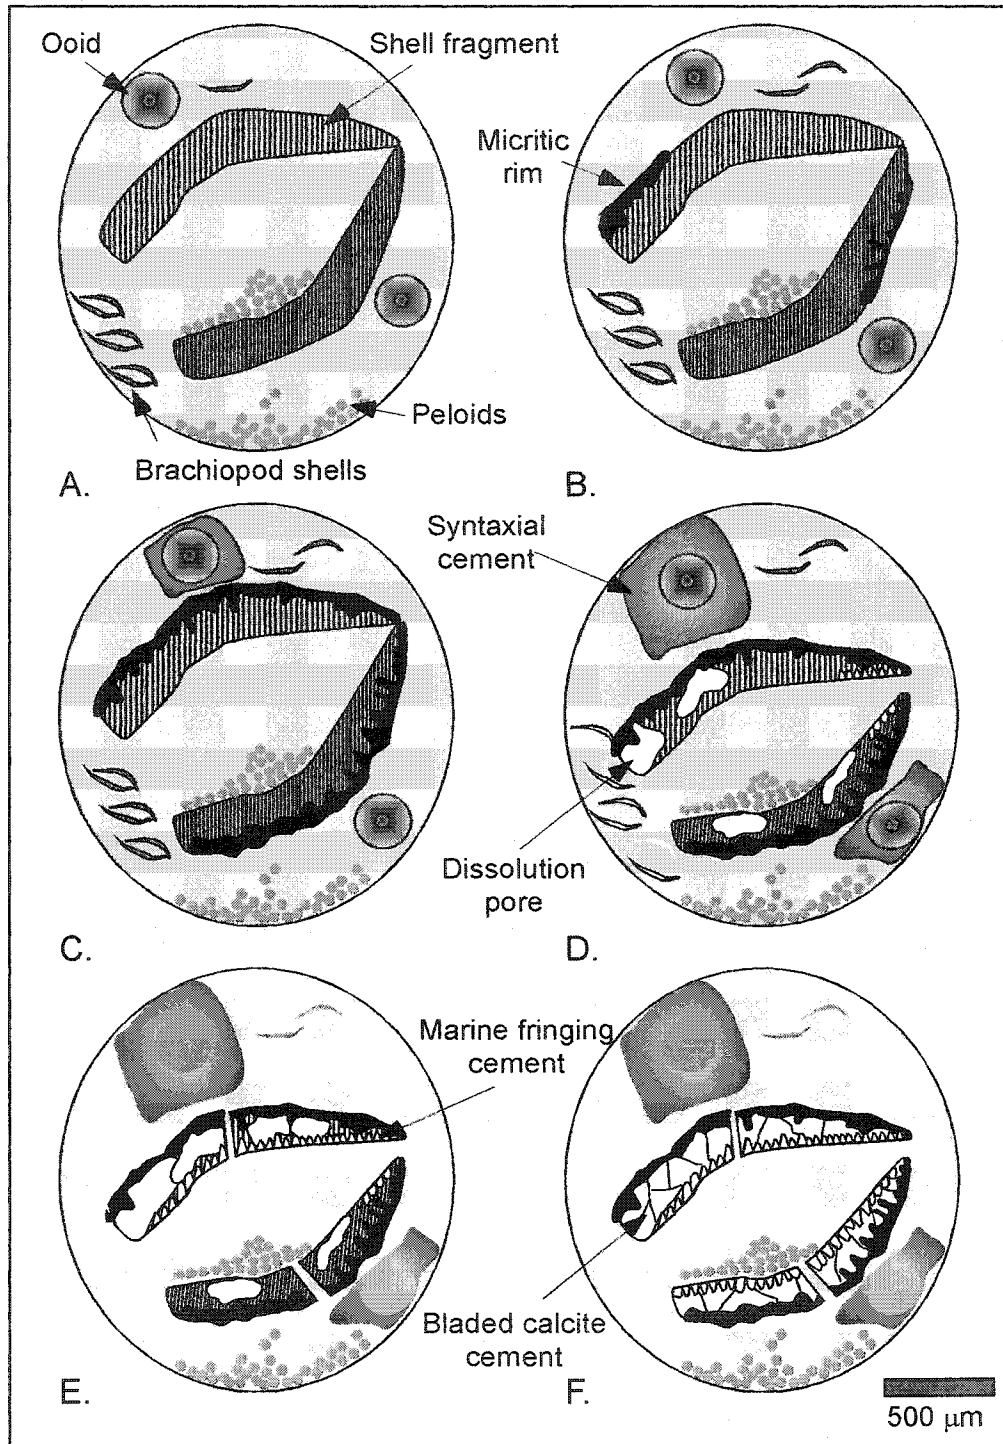 Ooid
Shell fragment
Micritic
rim
Peloids
Brachiopod shells
A.
B.
Syntaxial
cement
Dissolution
pore
C.
D.
Marine fringing
cement
Bladed calcite
cement
E.
F.
500 µm